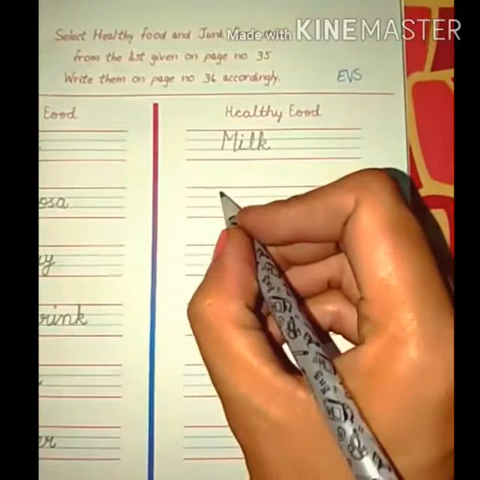 Select Healthy food and Junk
Made with KINEMASTER
from the list given on page no 35
Write them on page no 36 accordingly.
EVS
Food
Healthy Food
Milk
osa
y
rink
er